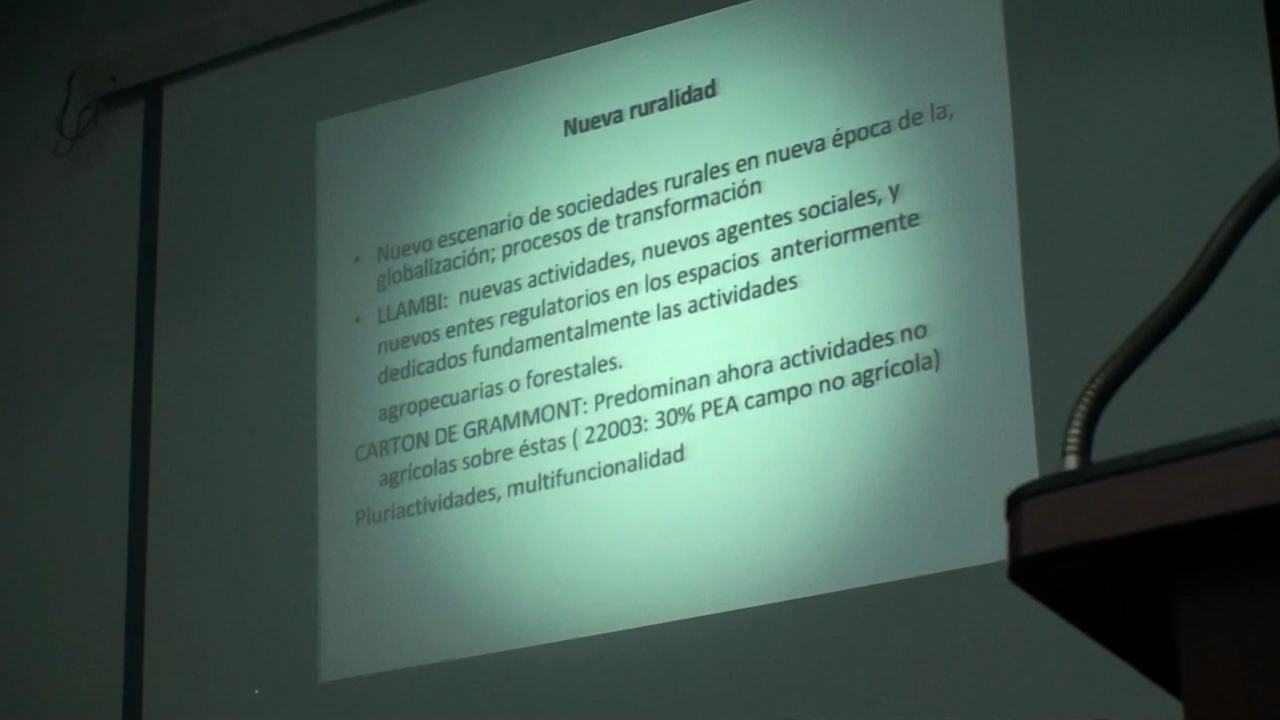 Nueva ruralidad
• Nuevo escenario de sociedades rurales en nueva época de la,
globalización; procesos de transformación
• LLAMBI: nuevas actividades, nuevos agentes sociales, y
nuevos entes regulatorios en los espacios anteriormente
dedicados fundamentalmente las actividades
agropecuarias o forestales.
CARTON DE GRAMMONT: Predominan ahora actividades no
agrícolas sobre éstas ( 22003: 30% PEA campo no agrícola)
Pluriactividades, multifuncionalidad